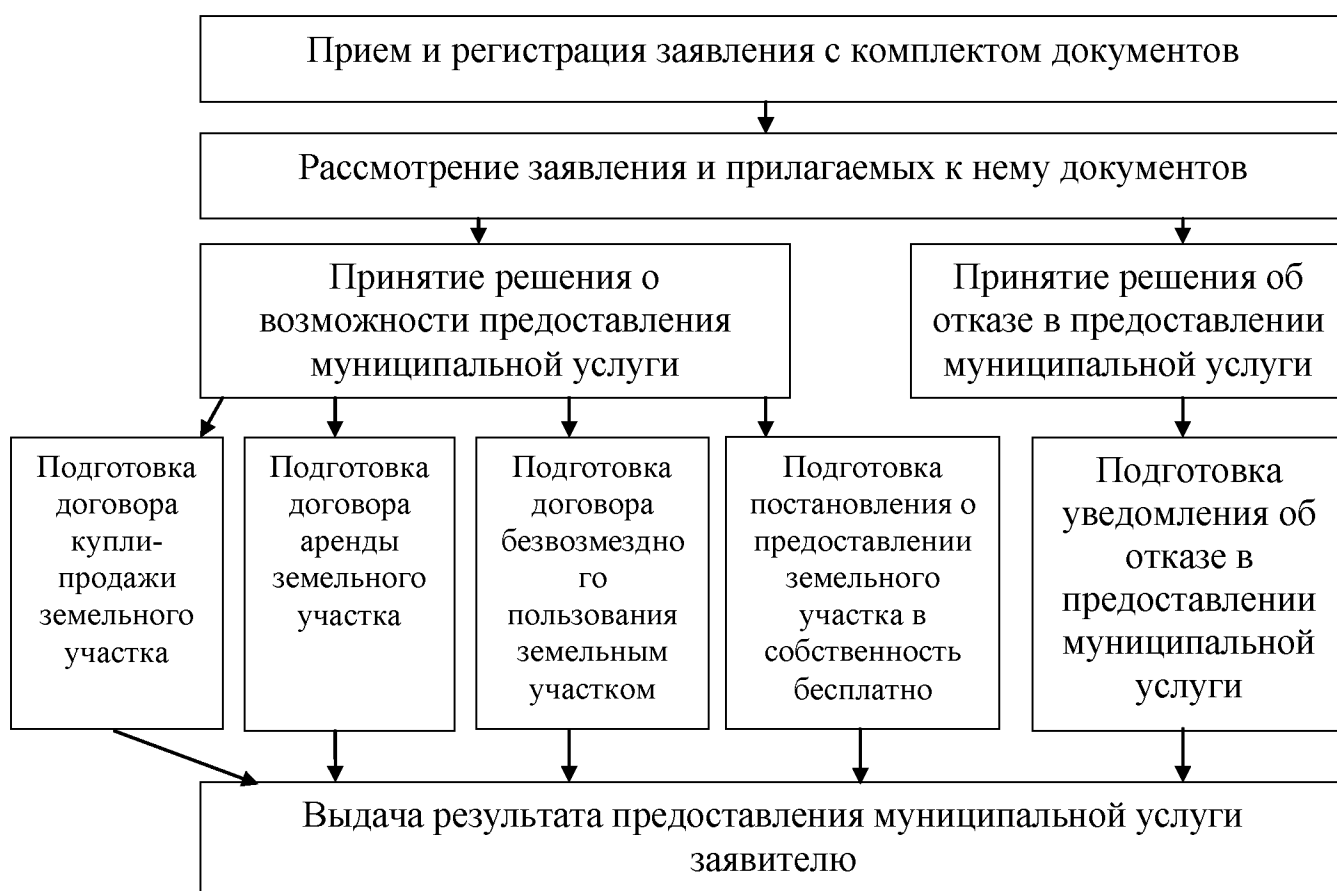 Прием и регистрация заявления с комплектом документов
Рассмотрение заявления и прилагаемых к нему документов
Принятие решения о
возможности предоставления
муниципальной услуги
Принятие решения об
отказе в предоставлении
муниципальной услуги
Подготовка
договора
купли-
продажи
земельного
участка
Подготовка
договора
аренды
земельного
участка
Подготовка
договора
безвозмездно
го
пользования
земельным
участком
Подготовка
постановления о
предоставлении
земельного
участка в
собственность
бесплатно
Подготовка
уведомления об
отказе в
предоставлении
муниципальной
услуги
Выдача результата предоставления муниципальной услуги
заявителю